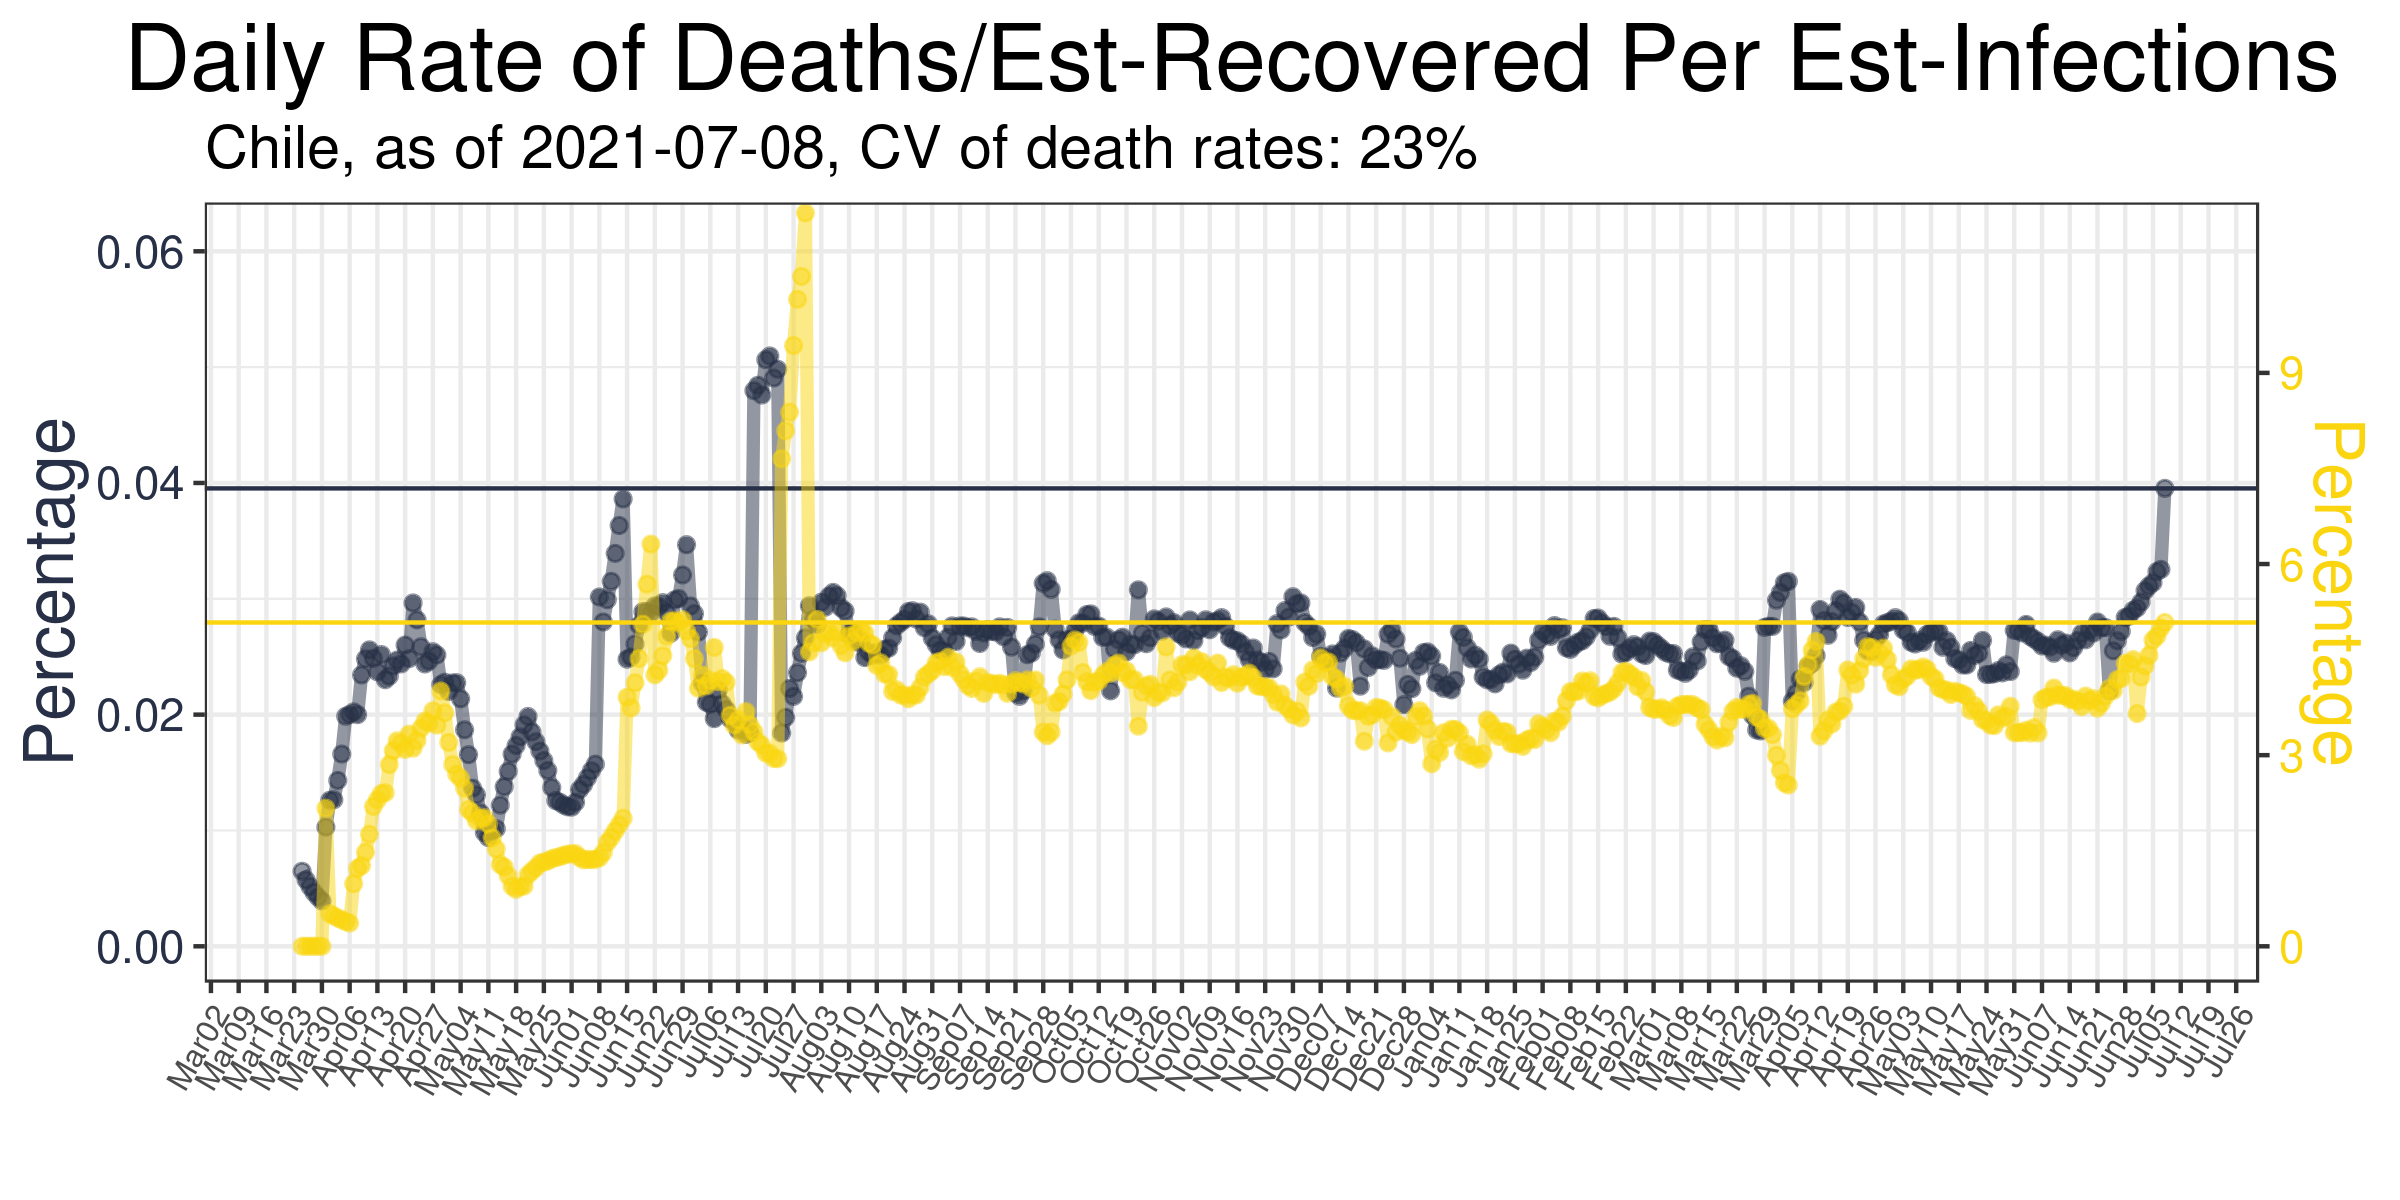 Daily Rate of Deaths/Est-Recovered Per Est-Infections
Chile, as of 2021-07-08, CV of death rates: 23%
Percentage
0.06
0.04
0.02
0.00
9
6
3
0
Percentage
Mar02
Mar09
Mar16
Mar23
Mar30
Apr06
Apr13
Apr20
Apr27
May04
May11
May18
May25
Jun01
Jun08
Jun15
Jun22
Jun29
Jul06
Jul13
Jul20
Jul27
Aug03
Aug10
Aug17
Aug24
Aug31
Sep07
Sep14
Sep21
Sep28
Oct05
Oct12
Oct19
Oct26
Nov02
Nov09
Nov16
Nov23
Nov30
Dec07
Dec14
Dec21
Dec28
Jan04
Jan11
Jan18
Jan25
Feb01
Feb08
Feb15
Feb22
Mar01
Mar08
Mar15
Mar22
Mar29
Apr05
Apr12
Apr19
Apr26
May03
May10
May17
May24
May31
Jun07
Jun14
Jun21
Jun28
Jul05
Jul12
Jul19
Jul26